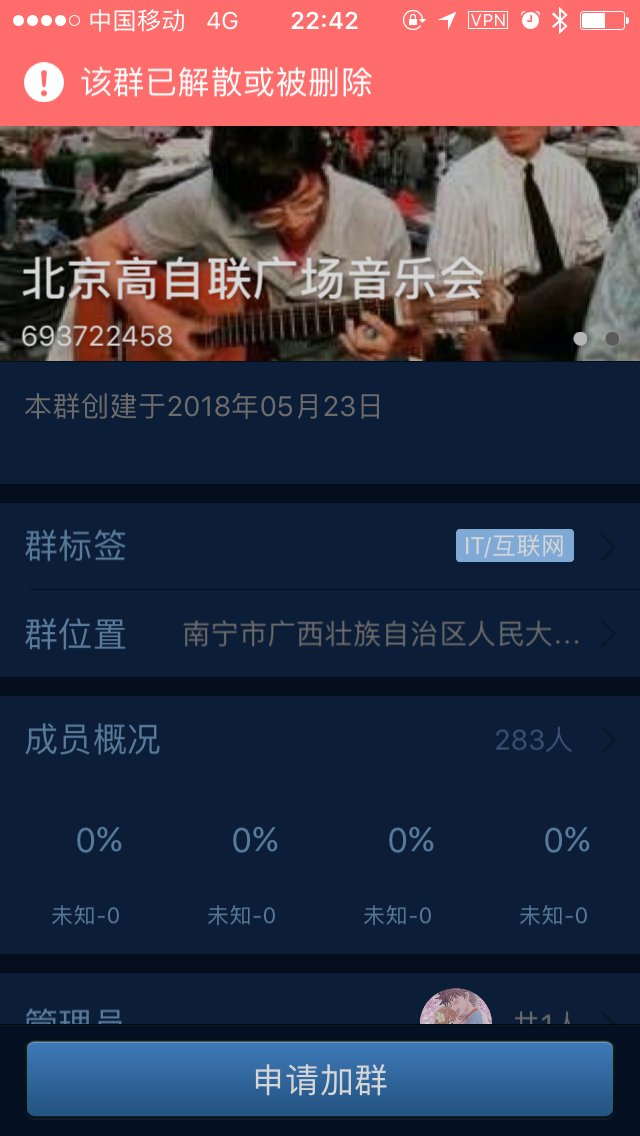 中国移动 4G 22:42 VPN
该群已解散或被删除
北京高自联广场音乐会
693722458
本群创建于2018年05月23日
群标签 IT/互联网
群位置 南宁市广西壮族自治区人民大...
成员概况 283人
0% 0% 0% 0%
未知-0 未知-0 未知-0 未知-0
管理员 共1人
申请加群